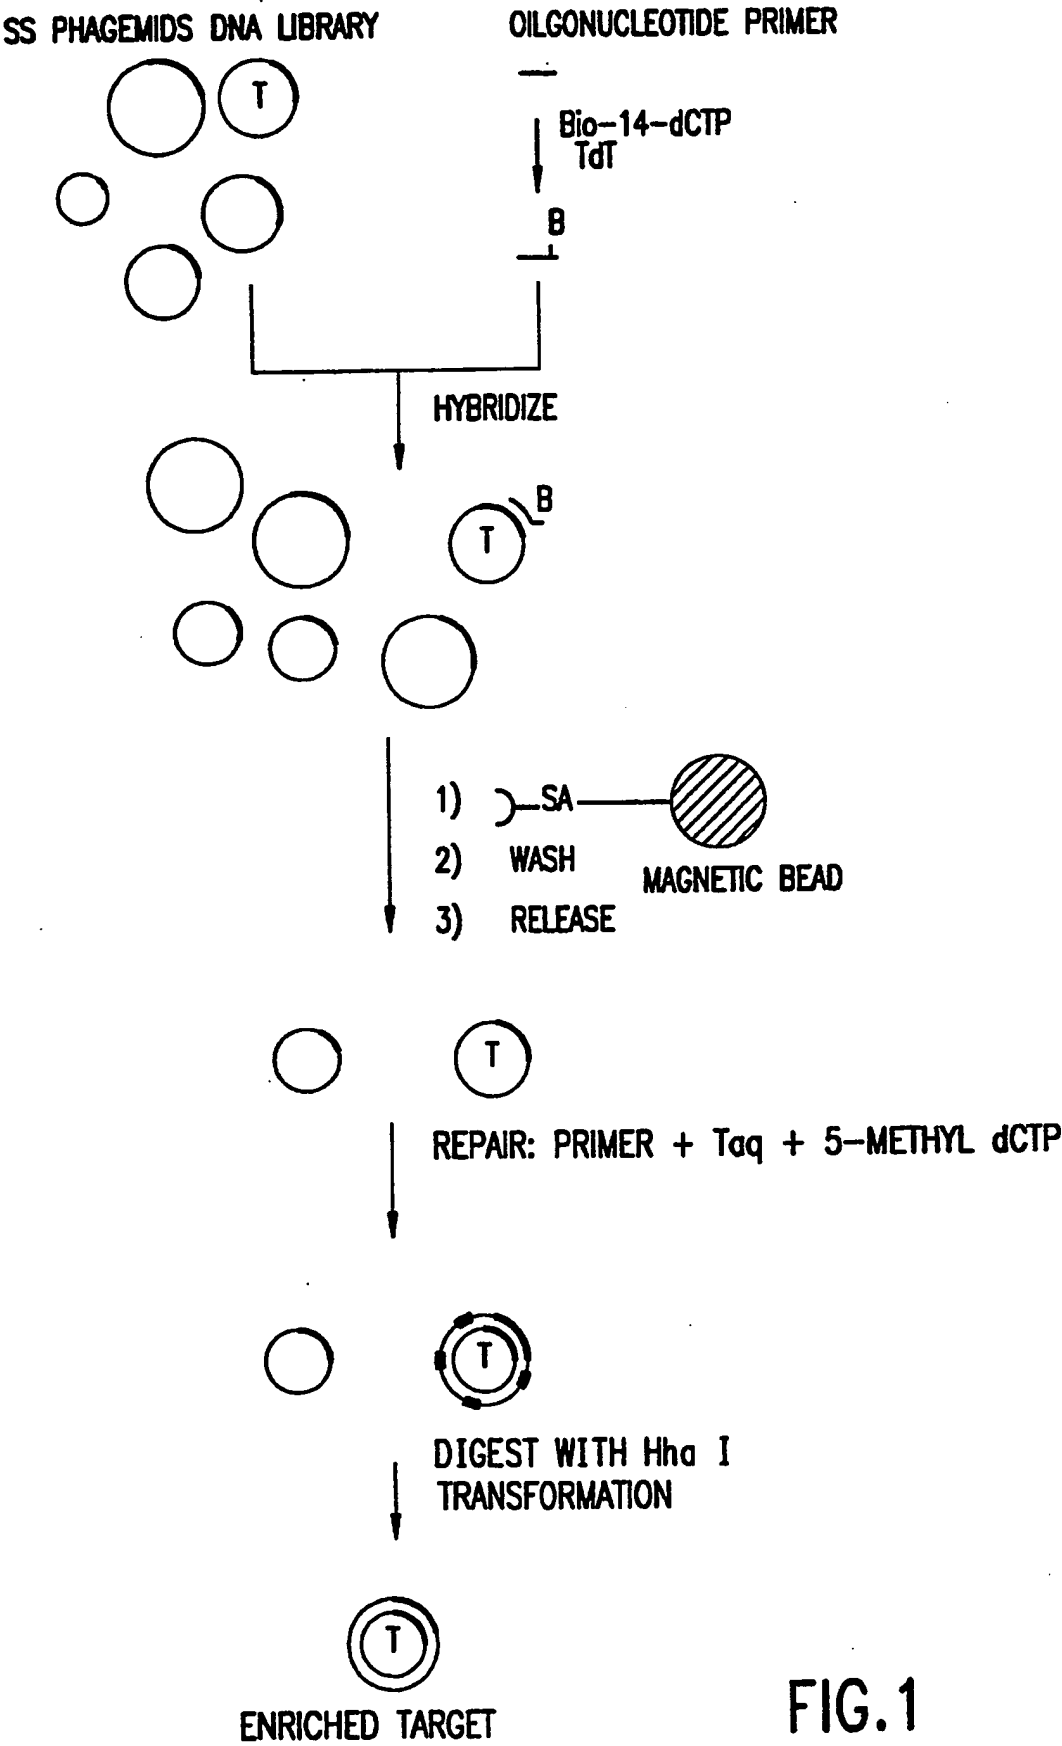 SS PHAGEMIDS DNA LIBRARY
OILGONUCLEOTIDE PRIMER
T
Bio-14-dCTP
TdT
B
HYBRIDIZE
B
T
1) SA
2) WASH
MAGNETIC BEAD
3) RELEASE
T
REPAIR: PRIMER + Taq + 5-METHYL dCTP
T
DIGEST WITH Hha I
TRANSFORMATION
T
ENRICHED TARGET
FIG.1